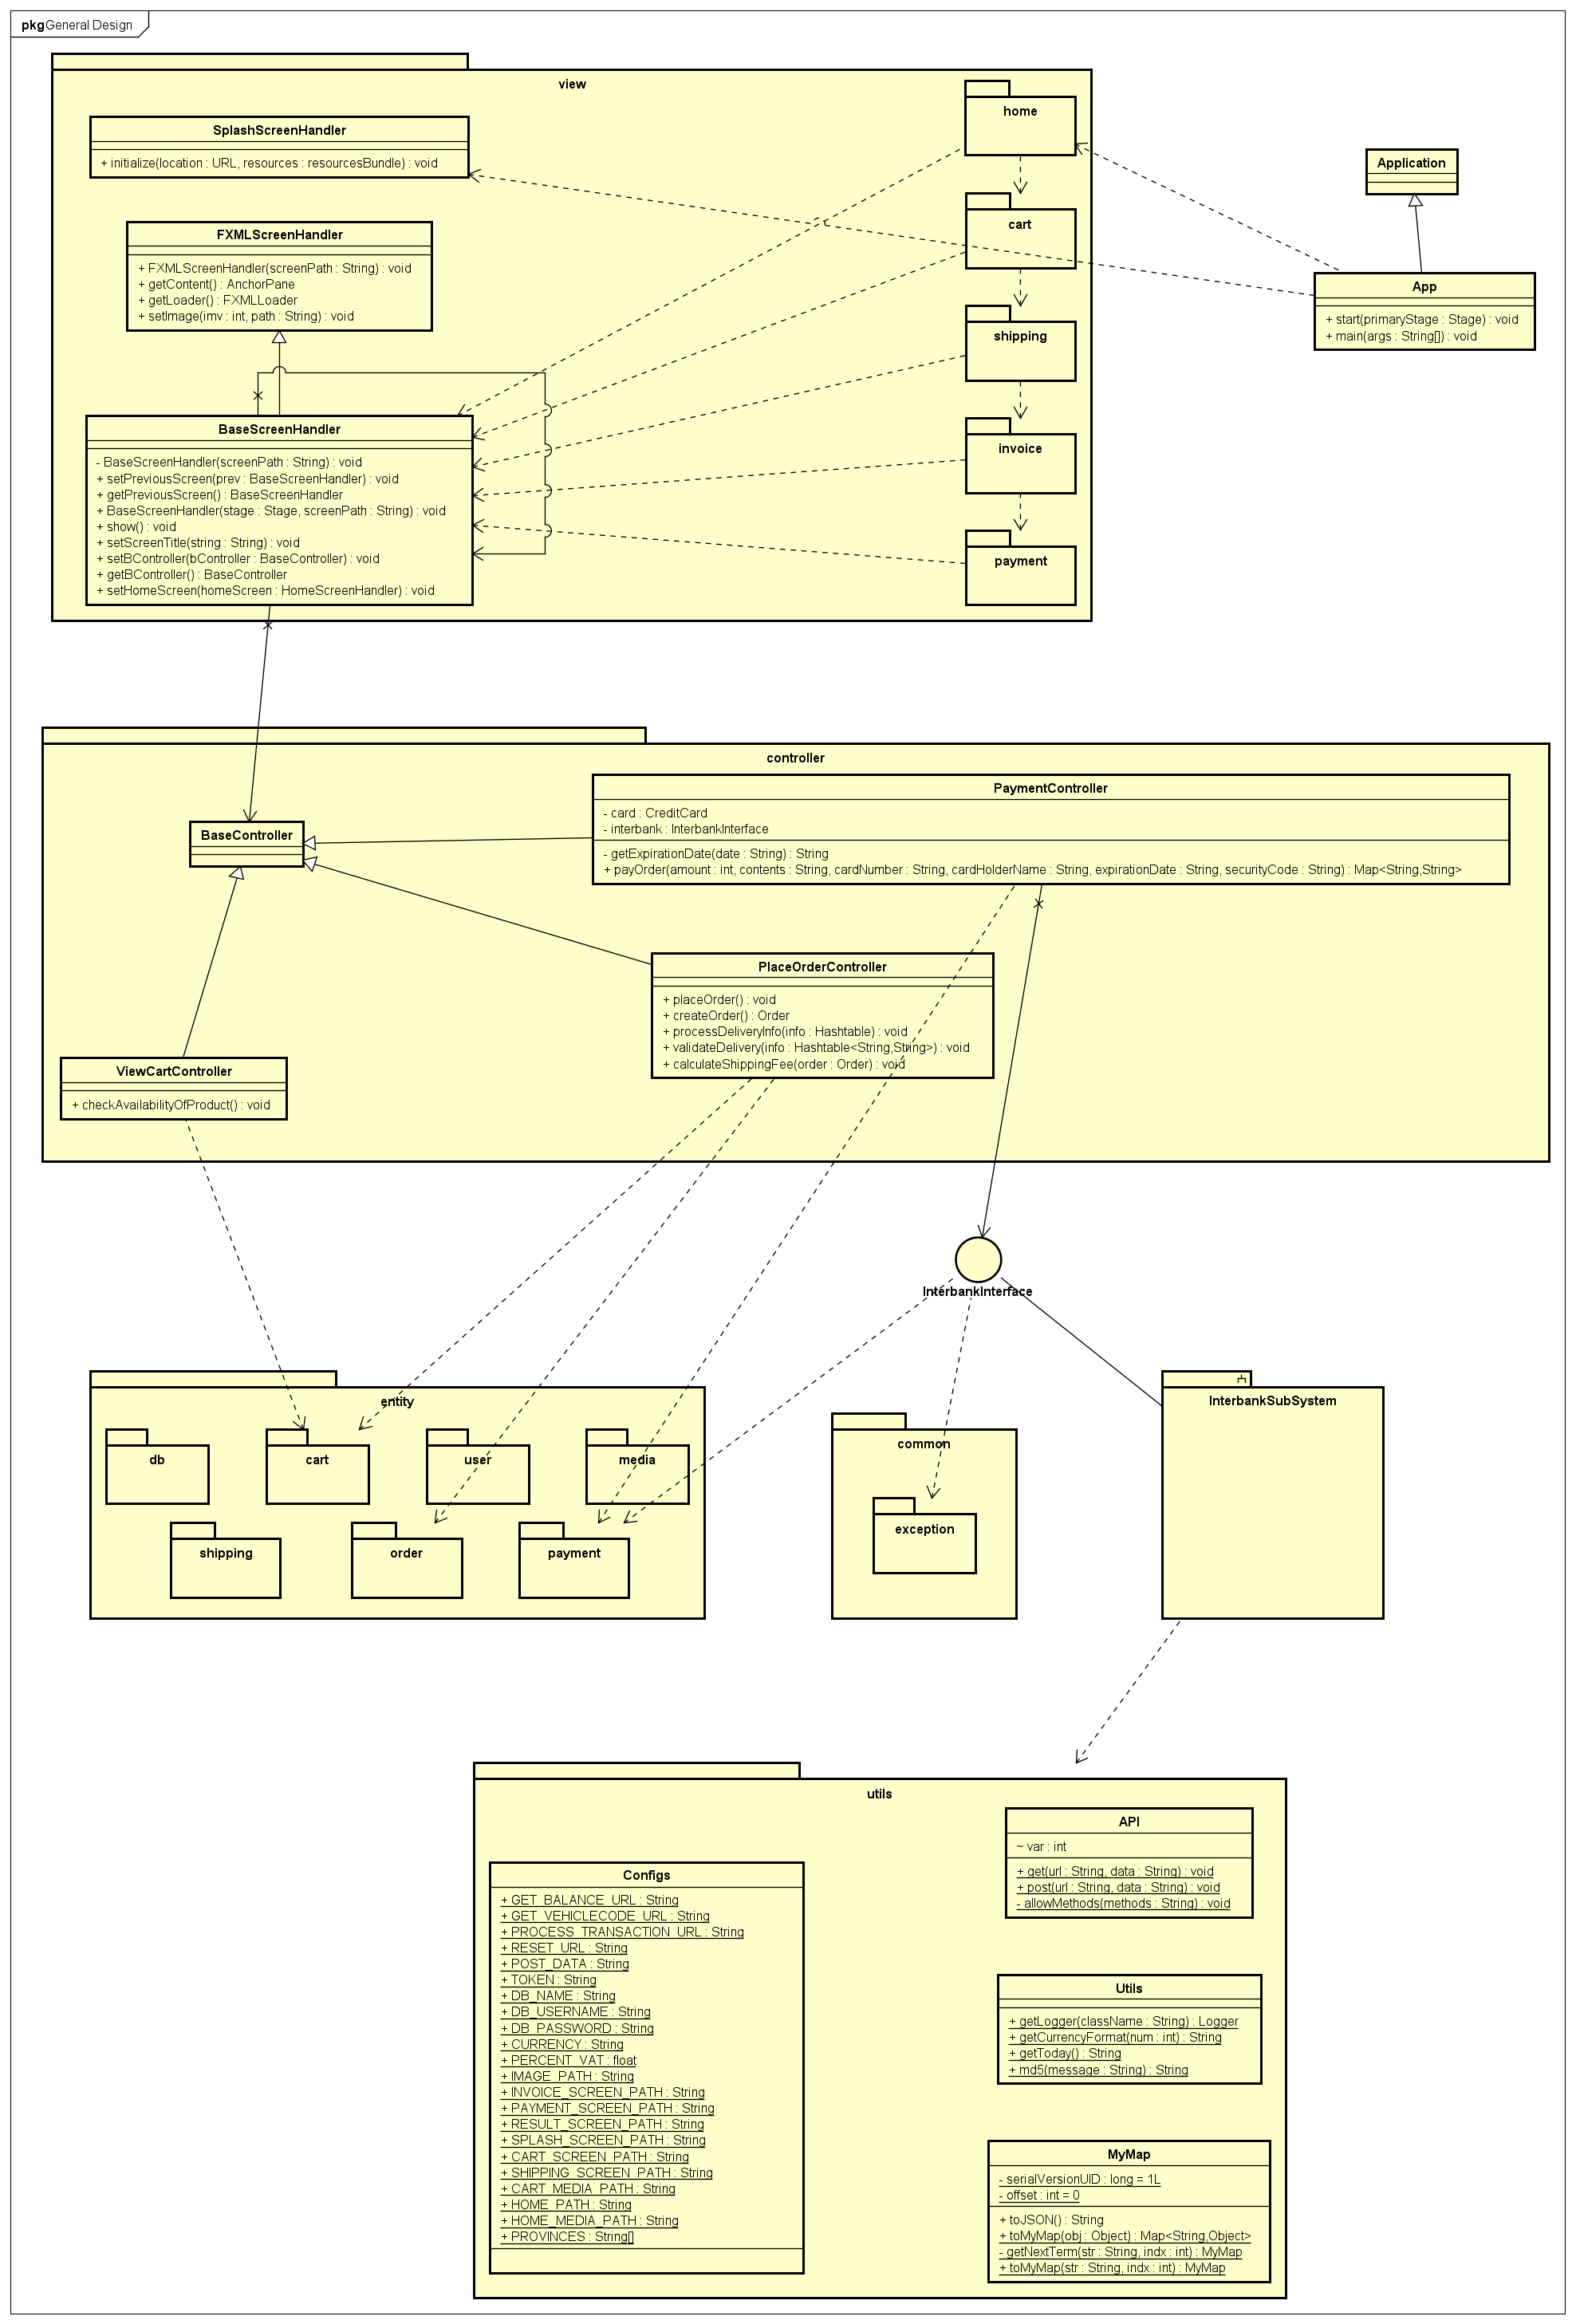 pkg General Design
view
SplashScreenHandler
+ initialize(location : URL, resources : resourcesBundle) : void
FXMLScreenHandler
+ FXMLScreenHandler(screenPath : String) : void
+ getContent() : AnchorPane
+ getLoader() : FXMLLoader
+ setImage(imv : int, path : String) : void
BaseScreenHandler
- BaseScreenHandler(screenPath : String) : void
+ setPreviousScreen(prev : BaseScreenHandler) : void
+ getPreviousScreen() : BaseScreenHandler
+ BaseScreenHandler(stage : Stage, screenPath : String) : void
+ show() : void
+ setScreenTitle(string : String) : void
+ setBController(bController : BaseController) : void
+ getBController() : BaseController
+ setHomeScreen(homeScreen : HomeScreenHandler) : void
home
cart
shipping
invoice
payment
Application
App
+ start(primaryStage : Stage) : void
+ main(args : String[]) : void
controller
BaseController
PaymentController
- card : CreditCard
- interbank : InterbankInterface
- getExpirationDate(date : String) : String
+ payOrder(amount : int, contents : String, cardNumber : String, cardHolderName : String, expirationDate : String, securityCode : String) : Map<String,String>
PlaceOrderController
+ placeOrder() : void
+ createOrder() : Order
+ processDeliveryInfo(info : Hashtable) : void
+ validateDelivery(info : Hashtable<String,String>) : void
+ calculateShippingFee(order : Order) : void
ViewCartController
+ checkAvailabilityOfProduct() : void
InterbankInterface
entity
db
cart
user
media
shipping
order
payment
common
exception
InterbankSubSystem
utils
Configs
+ GET_BALANCE_URL : String
+ GET_VEHICLECODE_URL : String
+ PROCESS_TRANSACTION_URL : String
+ RESET_URL : String
+ POST_DATA : String
+ TOKEN : String
+ DB_NAME : String
+ DB_USERNAME : String
+ DB_PASSWORD : String
+ CURRENCY : String
+ PERCENT_VAT : float
+ IMAGE_PATH : String
+ INVOICE_SCREEN_PATH : String
+ PAYMENT_SCREEN_PATH : String
+ RESULT_SCREEN_PATH : String
+ SPLASH_SCREEN_PATH : String
+ CART_SCREEN_PATH : String
+ SHIPPING_SCREEN_PATH : String
+ CART_MEDIA_PATH : String
+ HOME_PATH : String
+ HOME_MEDIA_PATH : String
+ PROVINCES : String[]
API
~ var : int
+ get(url : String, data : String) : void
+ post(url : String, data : String) : void
- allowMethods(methods : String) : void
Utils
+ getLogger(className : String) : Logger
+ getCurrencyFormat(num : int) : String
+ getToday() : String
+ md5(message : String) : String
MyMap
- serialVersionUID : long = 1L
- offset : int = 0
+ toJSON() : String
+ toMyMap(obj : Object) : Map<String,Object>
- getNextTerm(str : String, indx : int) : MyMap
+ toMyMap(str : String, indx : int) : MyMap